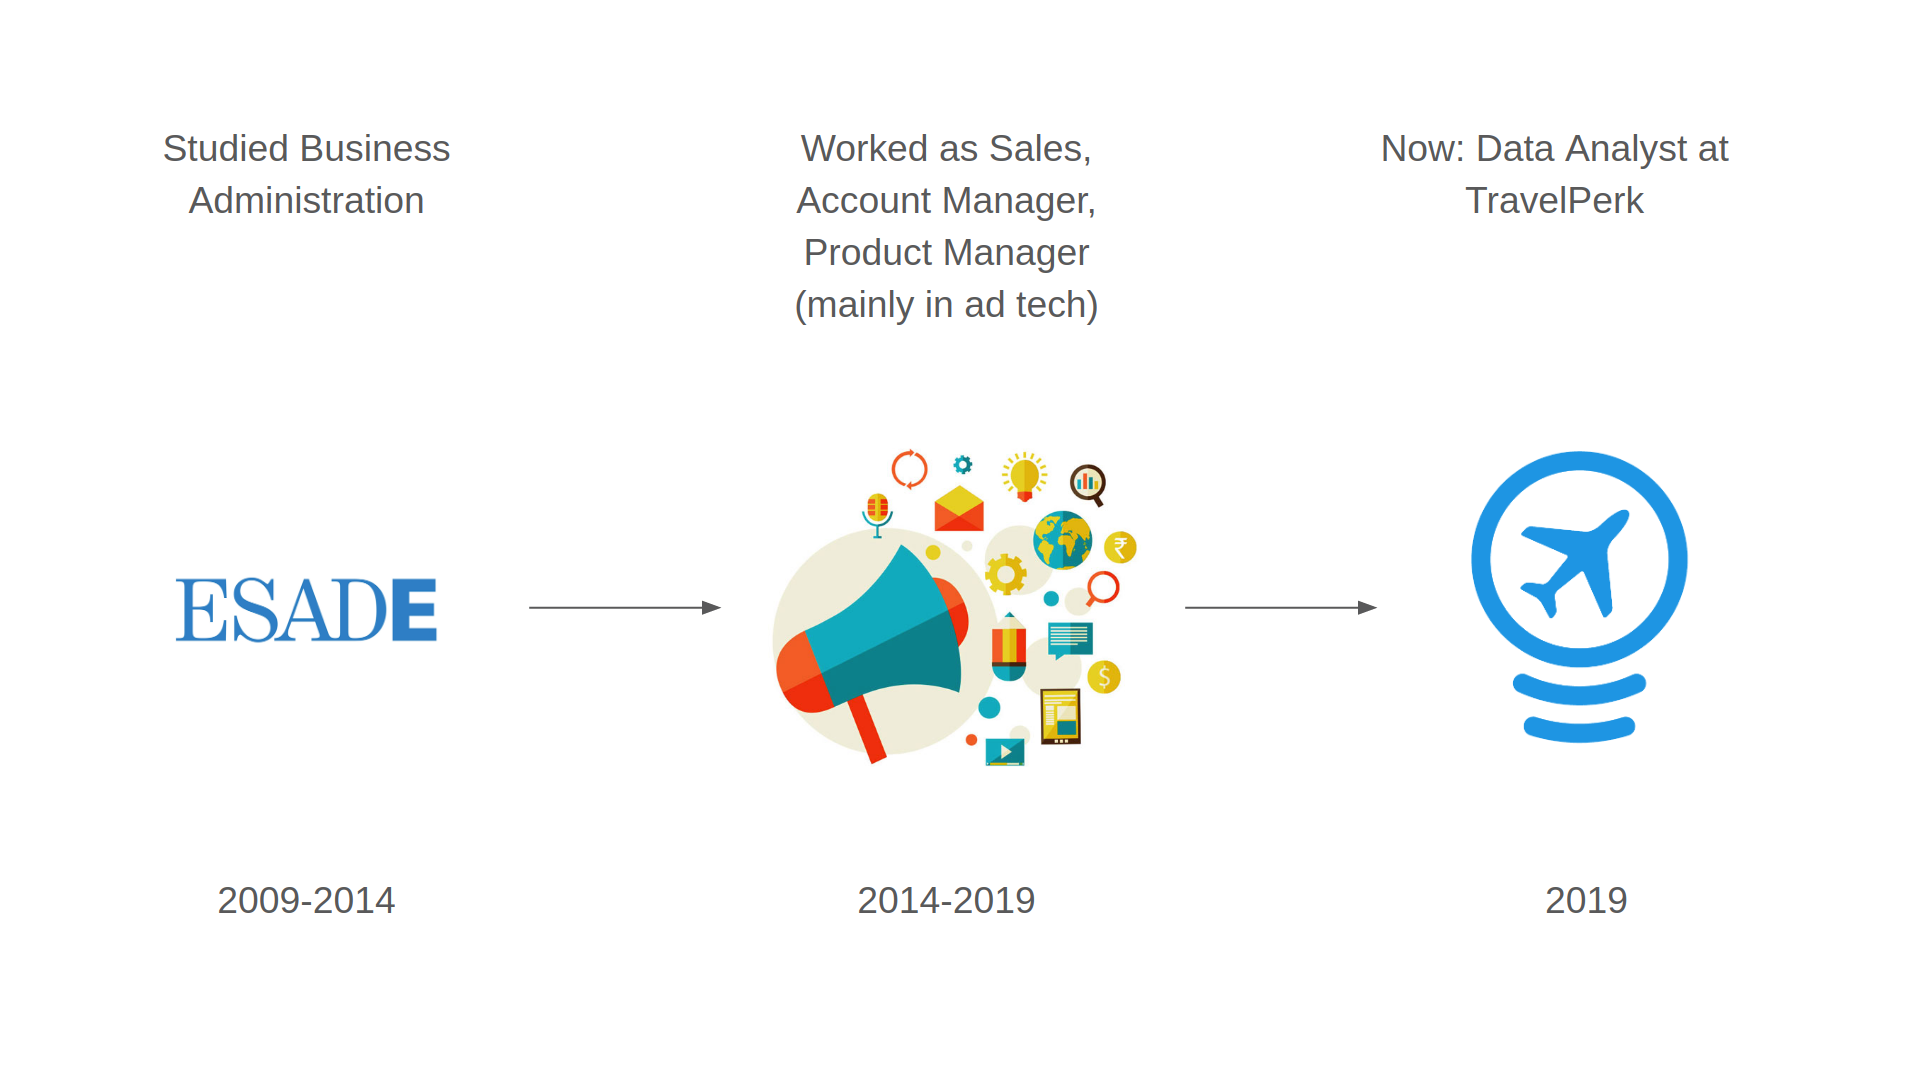 Studied Business
Administration
Worked as Sales,
Account Manager,
Product Manager
(mainly in ad tech)
Now: Data Analyst at
TravelPerk
ESADE
₹
$
2009-2014
2014-2019
2019